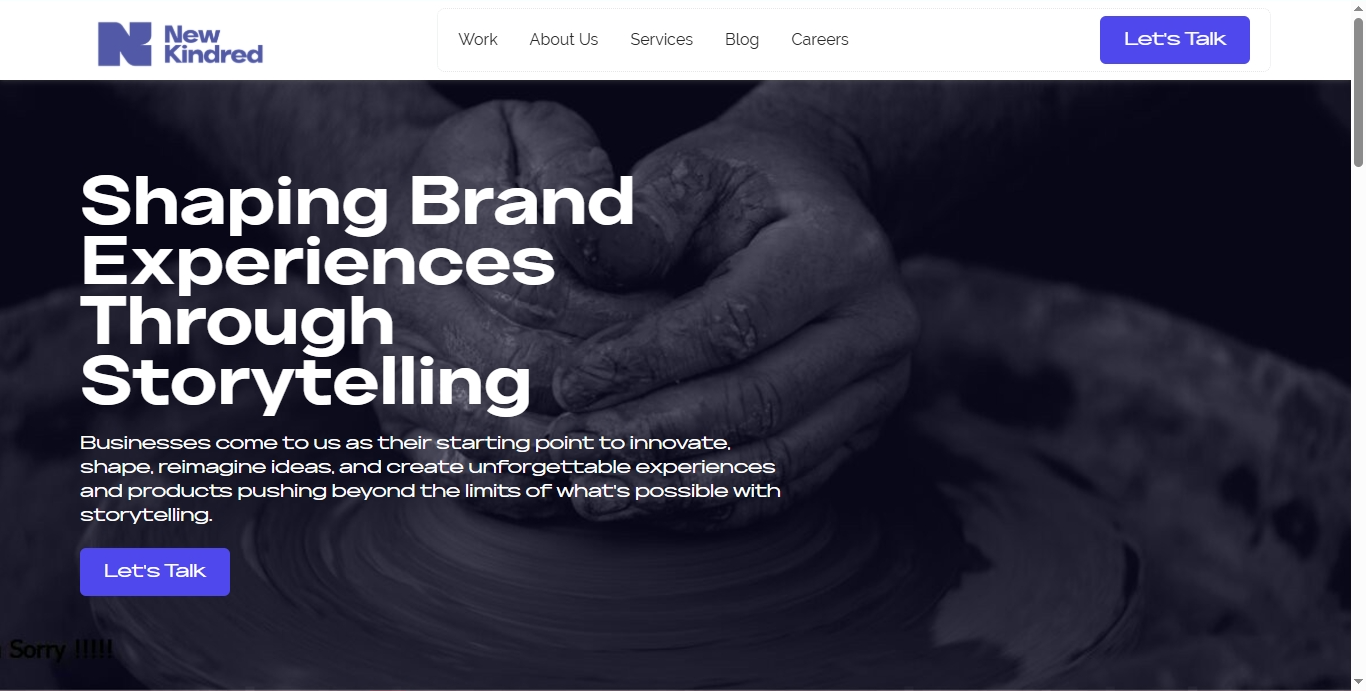 New
Kindred
Work About Us Services Blog Careers
Let's Talk
Shaping Brand
Experiences
Through
Storytelling
Businesses come to us as their starting point to innovate,
shape, reimagine ideas, and create unforgettable experiences
and products pushing beyond the limits of what's possible with
storytelling.
Let's Talk
Sorry !!!!!